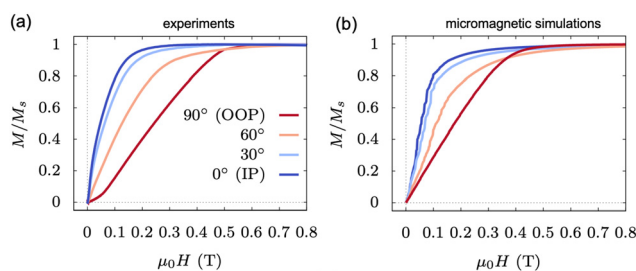 (a) experiments
M/Mₛ
1
0.8
0.6
0.4
0.2
0
90° (OOP)
60°
30°
0° (IP)
0 0.1 0.2 0.3 0.4 0.5 0.6 0.7 0.8
μ₀H (T)
(b) micromagnetic simulations
M/Mₛ
1
0.8
0.6
0.4
0.2
0
0 0.1 0.2 0.3 0.4 0.5 0.6 0.7 0.8
μ₀H (T)